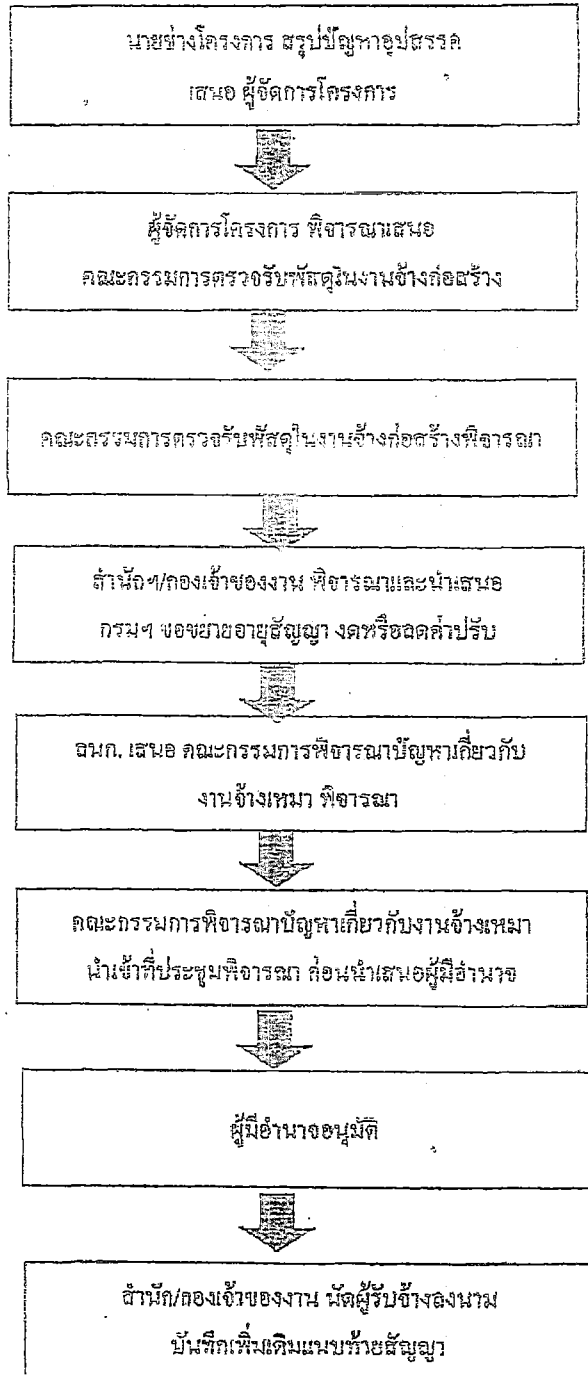 นายช่างโครงการ สรุปปัญหาอุปสรรค
เสนอ ผู้จัดการโครงการ
ผู้จัดการโครงการ พิจารณาเสนอ
คณะกรรมการตรวจรับพัสดุในงานจ้างก่อสร้าง
คณะกรรมการตรวจรับพัสดุในงานจ้างก่อสร้างพิจารณา
สำนักฯ/กองเจ้าของงาน พิจารณาและนำเสนอ
กรมฯ ขอขยายอายุสัญญา งดหรือลดค่าปรับ
ลนก. เสนอ คณะกรรมการพิจารณาปัญหาเกี่ยวกับ
งานจ้างเหมา พิจารณา
คณะกรรมการพิจารณาปัญหาเกี่ยวกับงานจ้างเหมา
นำเข้าที่ประชุมพิจารณา ก่อนนำเสนอผู้มีอำนาจ
ผู้มีอำนาจอนุมัติ
สำนัก/กองเจ้าของงาน นัดผู้รับจ้างลงนาม
บันทึกเพิ่มเติมแนบท้ายสัญญา